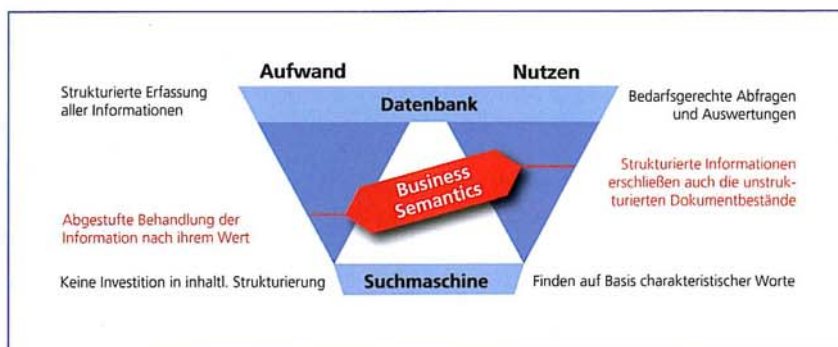 Aufwand
Nutzen
Strukturierte Erfassung
aller Informationen
Datenbank
Bedarfsgerechte Abfragen
und Auswertungen
Business
Semantics
Strukturierte Informationen
erschließen auch die unstruk-
turierten Dokumentbestände
Abgestufte Behandlung der
Information nach ihrem Wert
Keine Investition in inhaltl. Strukturierung
Suchmaschine
Finden auf Basis charakteristischer Worte